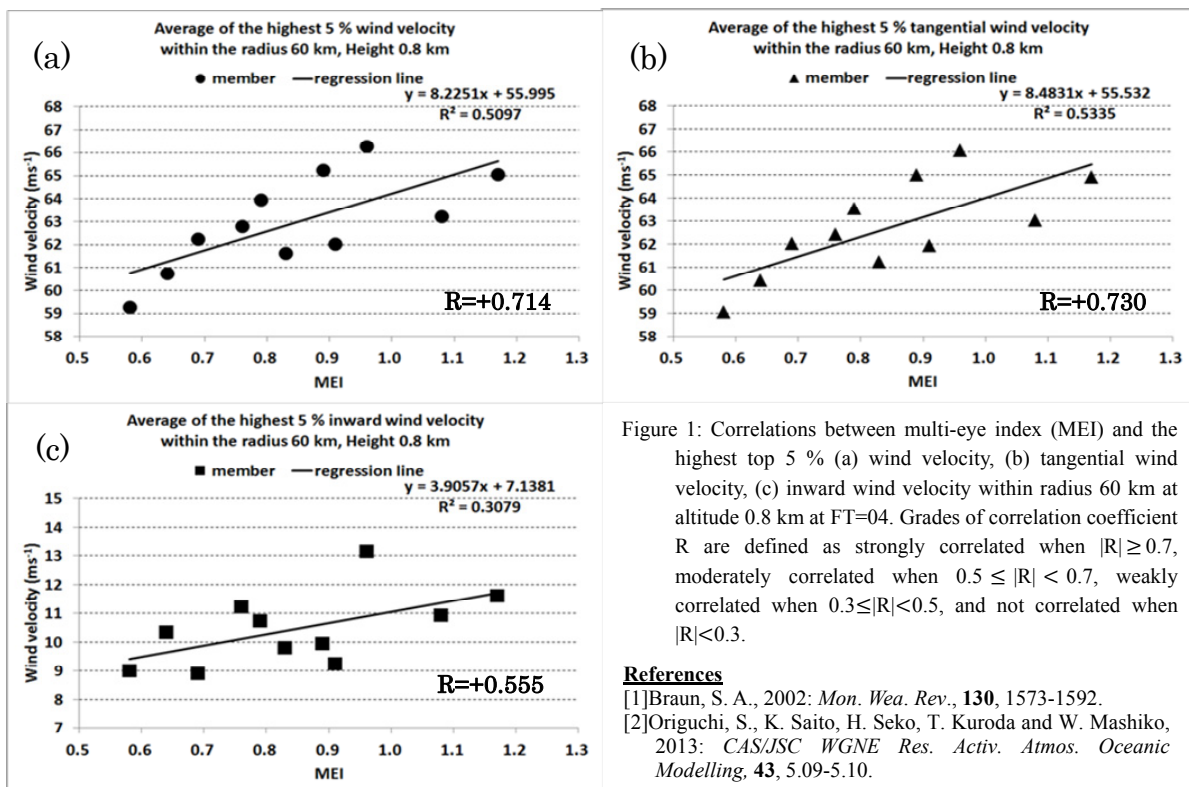 (a)
Average of the highest 5 % wind velocity
within the radius 60 km, Height 0.8 km
member
regression line
y = 8.2251x + 55.995
R² = 0.5097
Wind velocity (ms⁻¹)
68
67
66
65
64
63
62
61
60
59
58
R=+0.714
0.5 0.6 0.7 0.8 0.9 1.0 1.1 1.2 1.3
MEI
(b)
Average of the highest 5 % tangential wind velocity
within the radius 60 km, Height 0.8 km
member
regression line
y = 8.4831x + 55.532
R² = 0.5335
Wind velocity (ms⁻¹)
68
67
66
65
64
63
62
61
60
59
58
R=+0.730
0.5 0.6 0.7 0.8 0.9 1.0 1.1 1.2 1.3
MEI
(c)
Average of the highest 5 % inward wind velocity
within the radius 60 km, Height 0.8 km
member
regression line
y = 3.9057x + 7.1381
R² = 0.3079
Wind velocity (ms⁻¹)
15
14
13
12
11
10
9
8
7
R=+0.555
0.5 0.6 0.7 0.8 0.9 1.0 1.1 1.2 1.3
MEI
Figure 1: Correlations between multi-eye index (MEI) and the
highest top 5 % (a) wind velocity, (b) tangential wind
velocity, (c) inward wind velocity within radius 60 km at
altitude 0.8 km at FT=04. Grades of correlation coefficient
R are defined as strongly correlated when |R| ≥ 0.7,
moderately correlated when 0.5 ≤ |R| < 0.7, weakly
correlated when 0.3≤|R|<0.5, and not correlated when
|R|<0.3.
References
[1]Braun, S. A., 2002: Mon. Wea. Rev., 130, 1573-1592.
[2]Origuchi, S., K. Saito, H. Seko, T. Kuroda and W. Mashiko,
2013: CAS/JSC WGNE Res. Activ. Atmos. Oceanic
Modelling, 43, 5.09-5.10.